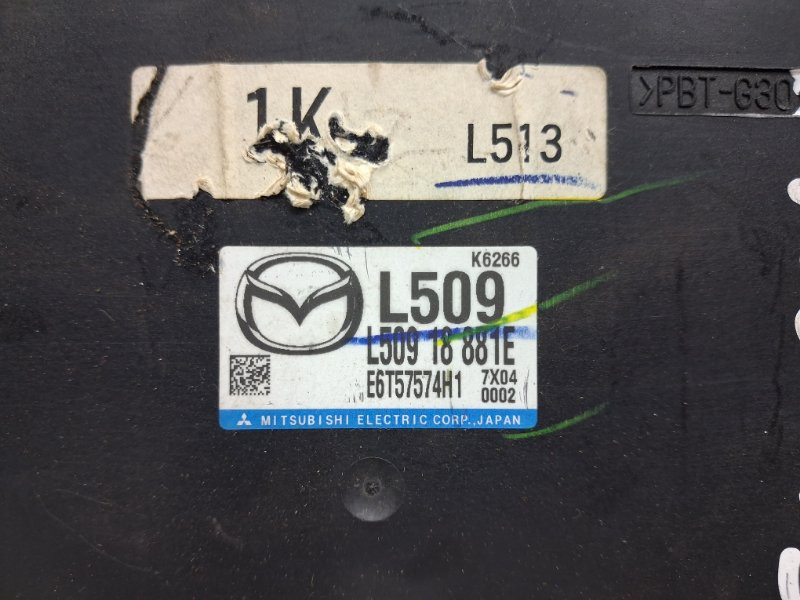 1K
L513
>PBT-G30
K6266
L509
L509 18 881E
E6T57574H1 7X04
0002
MITSUBISHI ELECTRIC CORP., JAPAN